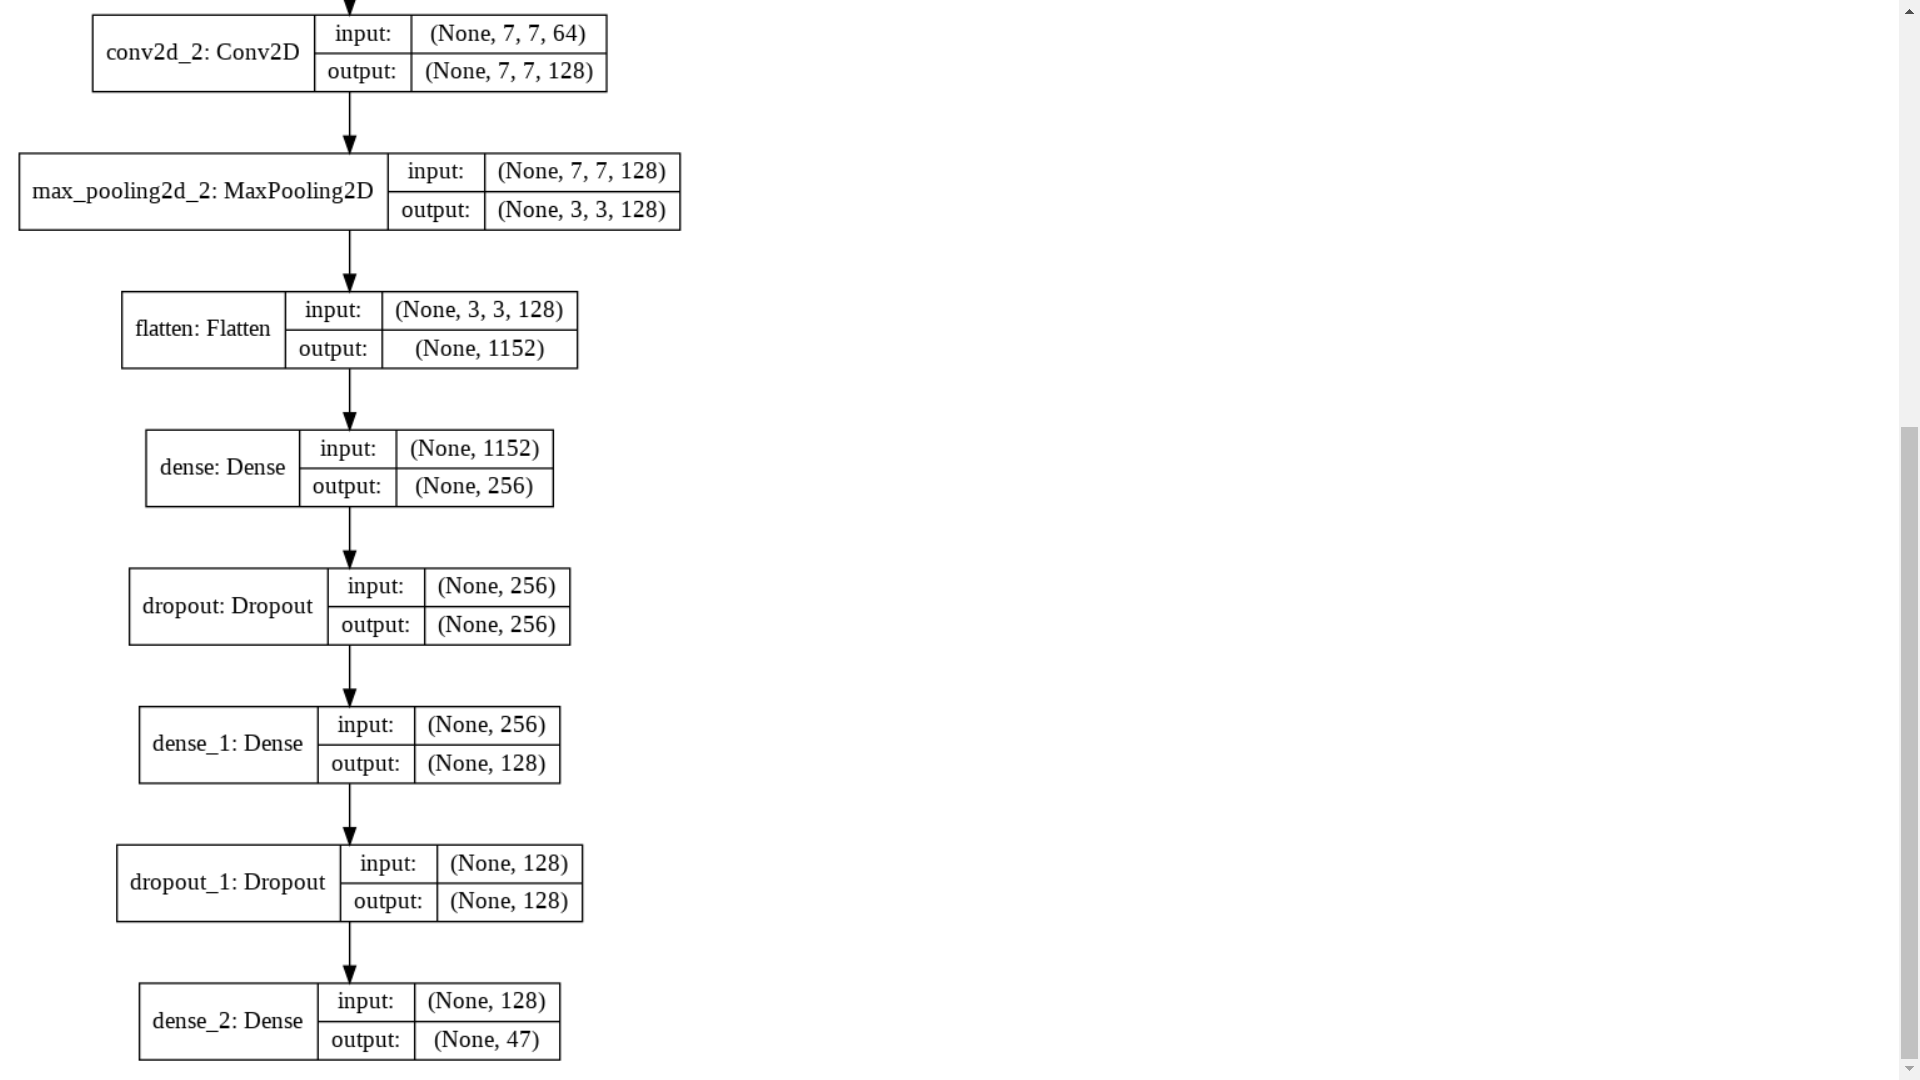 conv2d_2: Conv2D
input:
(None, 7, 7, 64)
output:
(None, 7, 7, 128)
max_pooling2d_2: MaxPooling2D
input:
(None, 7, 7, 128)
output:
(None, 3, 3, 128)
flatten: Flatten
input:
(None, 3, 3, 128)
output:
(None, 1152)
dense: Dense
input:
(None, 1152)
output:
(None, 256)
dropout: Dropout
input:
(None, 256)
output:
(None, 256)
dense_1: Dense
input:
(None, 256)
output:
(None, 128)
dropout_1: Dropout
input:
(None, 128)
output:
(None, 128)
dense_2: Dense
input:
(None, 128)
output:
(None, 47)